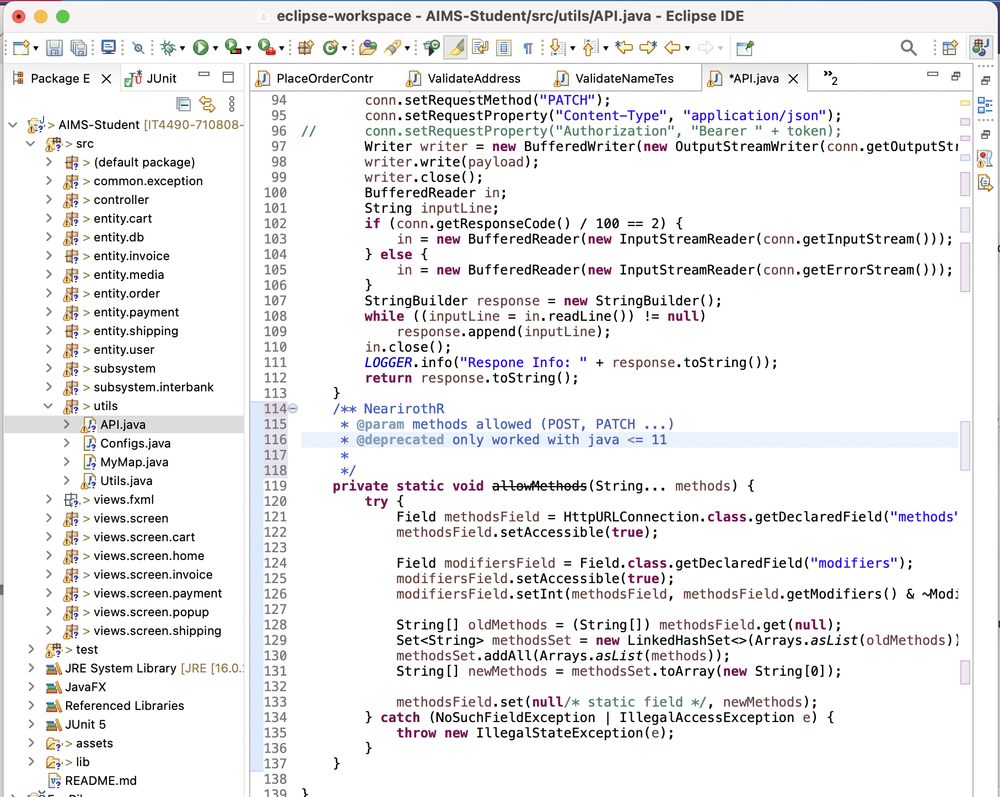 eclipse-workspace - AIMS-Student/src/utils/API.java - Eclipse IDE
Package E
JUnit
PlaceOrderContr
ValidateAddress
ValidateNameTes
*API.java
»2
> AIMS-Student [IT4490-710808-
> src
> (default package)
> common.exception
> controller
> entity.cart
> entity.db
> entity.invoice
> entity.media
> entity.order
> entity.payment
> entity.shipping
> entity.user
> subsystem
> subsystem.interbank
> utils
API.java
Configs.java
MyMap.java
Utils.java
> views.fxml
> views.screen
> views.screen.cart
> views.screen.home
> views.screen.invoice
> views.screen.payment
> views.screen.popup
> views.screen.shipping
> test
JRE System Library [JRE [16.0.
JavaFX
Referenced Libraries
JUnit 5
> assets
> lib
README.md
94 conn.setRequestMethod("PATCH");
95 conn.setRequestProperty("Content-Type", "application/json");
96 // conn.setRequestProperty("Authorization", "Bearer " + token);
97 Writer writer = new BufferedWriter(new OutputStreamWriter(conn.getOutputStr
98 writer.write(payload);
99 writer.close();
100 BufferedReader in;
101 String inputLine;
102 if (conn.getResponseCode() / 100 == 2) {
103 in = new BufferedReader(new InputStreamReader(conn.getInputStream()));
104 } else {
105 in = new BufferedReader(new InputStreamReader(conn.getErrorStream()));
106 }
107 StringBuilder response = new StringBuilder();
108 while ((inputLine = in.readLine()) != null)
109 response.append(inputLine);
110 in.close();
111 LOGGER.info("Respone Info: " + response.toString());
112 return response.toString();
113 }
114 /** NearirothR
115 * @param methods allowed (POST, PATCH ...)
116 * @deprecated only worked with java <= 11
117 *
118 */
119 private static void allowMethods(String... methods) {
120 try {
121 Field methodsField = HttpURLConnection.class.getDeclaredField("methods"
122 methodsField.setAccessible(true);
123
124 Field modifiersField = Field.class.getDeclaredField("modifiers");
125 modifiersField.setAccessible(true);
126 modifiersField.setInt(methodsField, methodsField.getModifiers() & ~Modi
127
128 String[] oldMethods = (String[]) methodsField.get(null);
129 Set<String> methodsSet = new LinkedHashSet<>(Arrays.asList(oldMethods))
130 methodsSet.addAll(Arrays.asList(methods));
131 String[] newMethods = methodsSet.toArray(new String[0]);
132
133 methodsField.set(null/* static field */, newMethods);
134 } catch (NoSuchFieldException | IllegalAccessException e) {
135 throw new IllegalStateException(e);
136 }
137 }
138
139 }